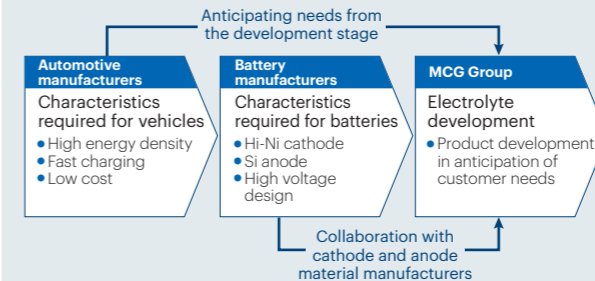 Anticipating needs from
the development stage
Automotive
manufacturers
Characteristics
required for vehicles
• High energy density
• Fast charging
• Low cost
Battery
manufacturers
Characteristics
required for batteries
• Hi-Ni cathode
• Si anode
• High voltage
design
MCG Group
Electrolyte
development
• Product development
in anticipation of
customer needs
Collaboration with
cathode and anode
material manufacturers